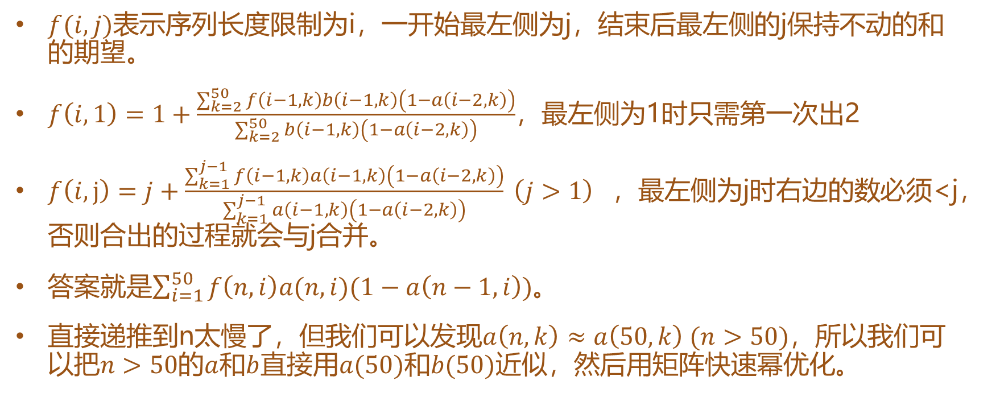 • f(i,j)表示序列长度限制为i，一开始最左侧为j，结束后最左侧的j保持不动的和
的期望。
• f(i,1) = 1 + \frac{\sum_{k=2}^{50} f(i-1,k)b(i-1,k)(1-a(i-2,k))}{\sum_{k=2}^{50} b(i-1,k)(1-a(i-2,k))}，最左侧为1时只需第一次出2
• f(i,j) = j + \frac{\sum_{k=1}^{j-1} f(i-1,k)a(i-1,k)(1-a(i-2,k))}{\sum_{k=1}^{j-1} a(i-1,k)(1-a(i-2,k))} (j > 1) ，最左侧为j时右边的数必须<j，
否则合出的过程就会与j合并。
• 答案就是\sum_{i=1}^{50} f(n,i)a(n,i)(1 - a(n - 1,i))。
• 直接递推到n太慢了，但我们可以发现a(n,k) ≈ a(50,k) (n > 50)，所以我们可
以把n > 50的a和b直接用a(50)和b(50)近似，然后用矩阵快速幂优化。